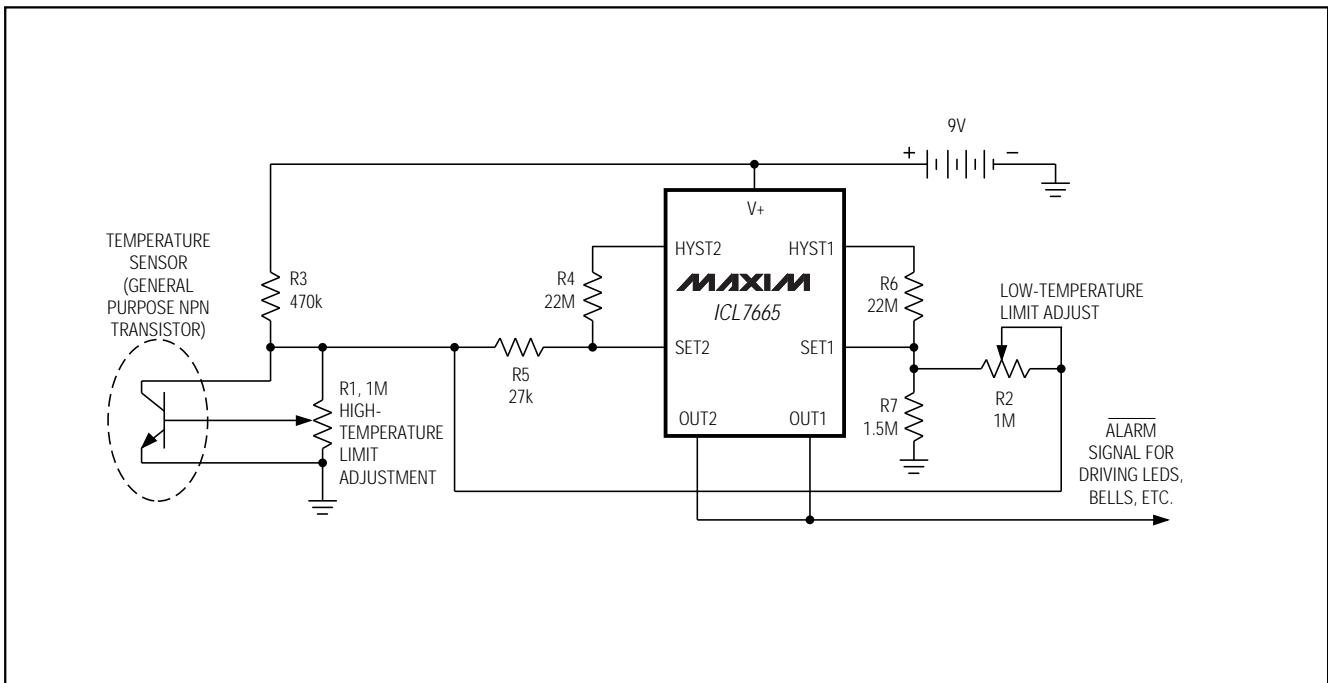 9V
+
−
V+
TEMPERATURE
SENSOR
(GENERAL
PURPOSE NPN
TRANSISTOR)
R3
470k
R4
22M
HYST2
HYST1
MAXIM
ICL7665
R6
22M
LOW-TEMPERATURE
LIMIT ADJUST
SET2
SET1
R5
27k
R1, 1M
HIGH-
TEMPERATURE
LIMIT
ADJUSTMENT
R7
1.5M
R2
1M
OUT2
OUT1
ALARM
SIGNAL FOR
DRIVING LEDS,
BELLS, ETC.